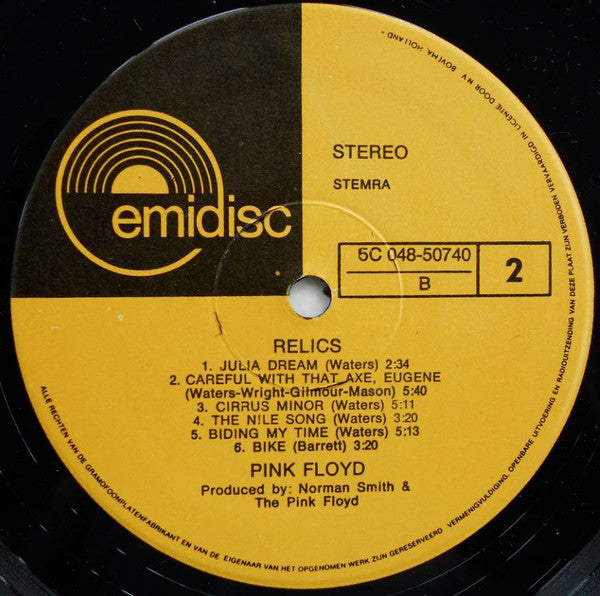 emidisc
STEREO
STEMRA
5C 048-50740
B
2
RELICS
1. JULIA DREAM (Waters) 2:34
2. CAREFUL WITH THAT AXE, EUGENE
(Waters-Wright-Gilmour-Mason) 5:40
3. CIRRUS MINOR (Waters) 5:11
4. THE NILE SONG (Waters) 3:20
5. BIDING MY TIME (Waters) 5:13
6. BIKE (Barrett) 3:20
PINK FLOYD
Produced by: Norman Smith &
The Pink Floyd
ALLE RECHTEN VAN DE GRAMOFOONPLATENFABRIKANT EN VAN DE EIGENAAR VAN HET OPGENOMEN WERK ZIJN GERESERVEERD. VERMENIGVULDIGING, OPENBARE UITVOERING EN RADIOUITZENDING VAN DEZE PLAAT ZIJN VERBODEN VERVAARDIGD IN LICENTIE DOOR N.V. BOVEMA, HOLLAND -